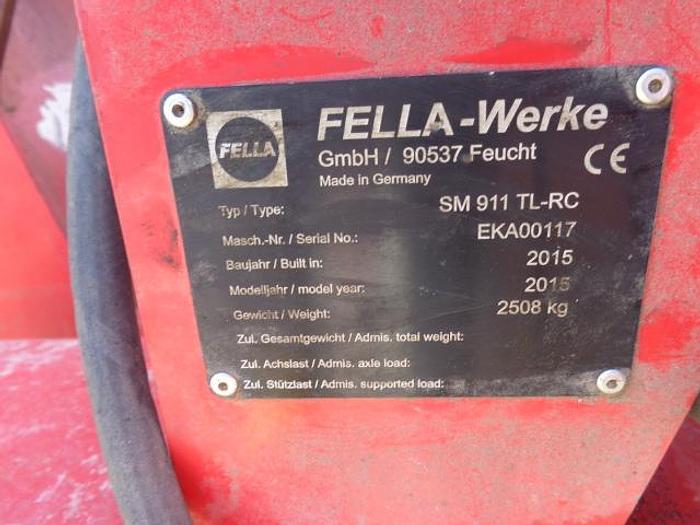 FELLA
FELLA-Werke
GmbH / 90537 Feucht
Made in Germany
CE
Typ / Type: SM 911 TL-RC
Masch.-Nr. / Serial No.: EKA00117
Baujahr / Built in: 2015
Modelljahr / model year: 2015
Gewicht / Weight: 2508 kg
Zul. Gesamtgewicht / Admis. total weight:
Zul. Achslast / Admis. axle load:
Zul. Stützlast / Admis. supported load: